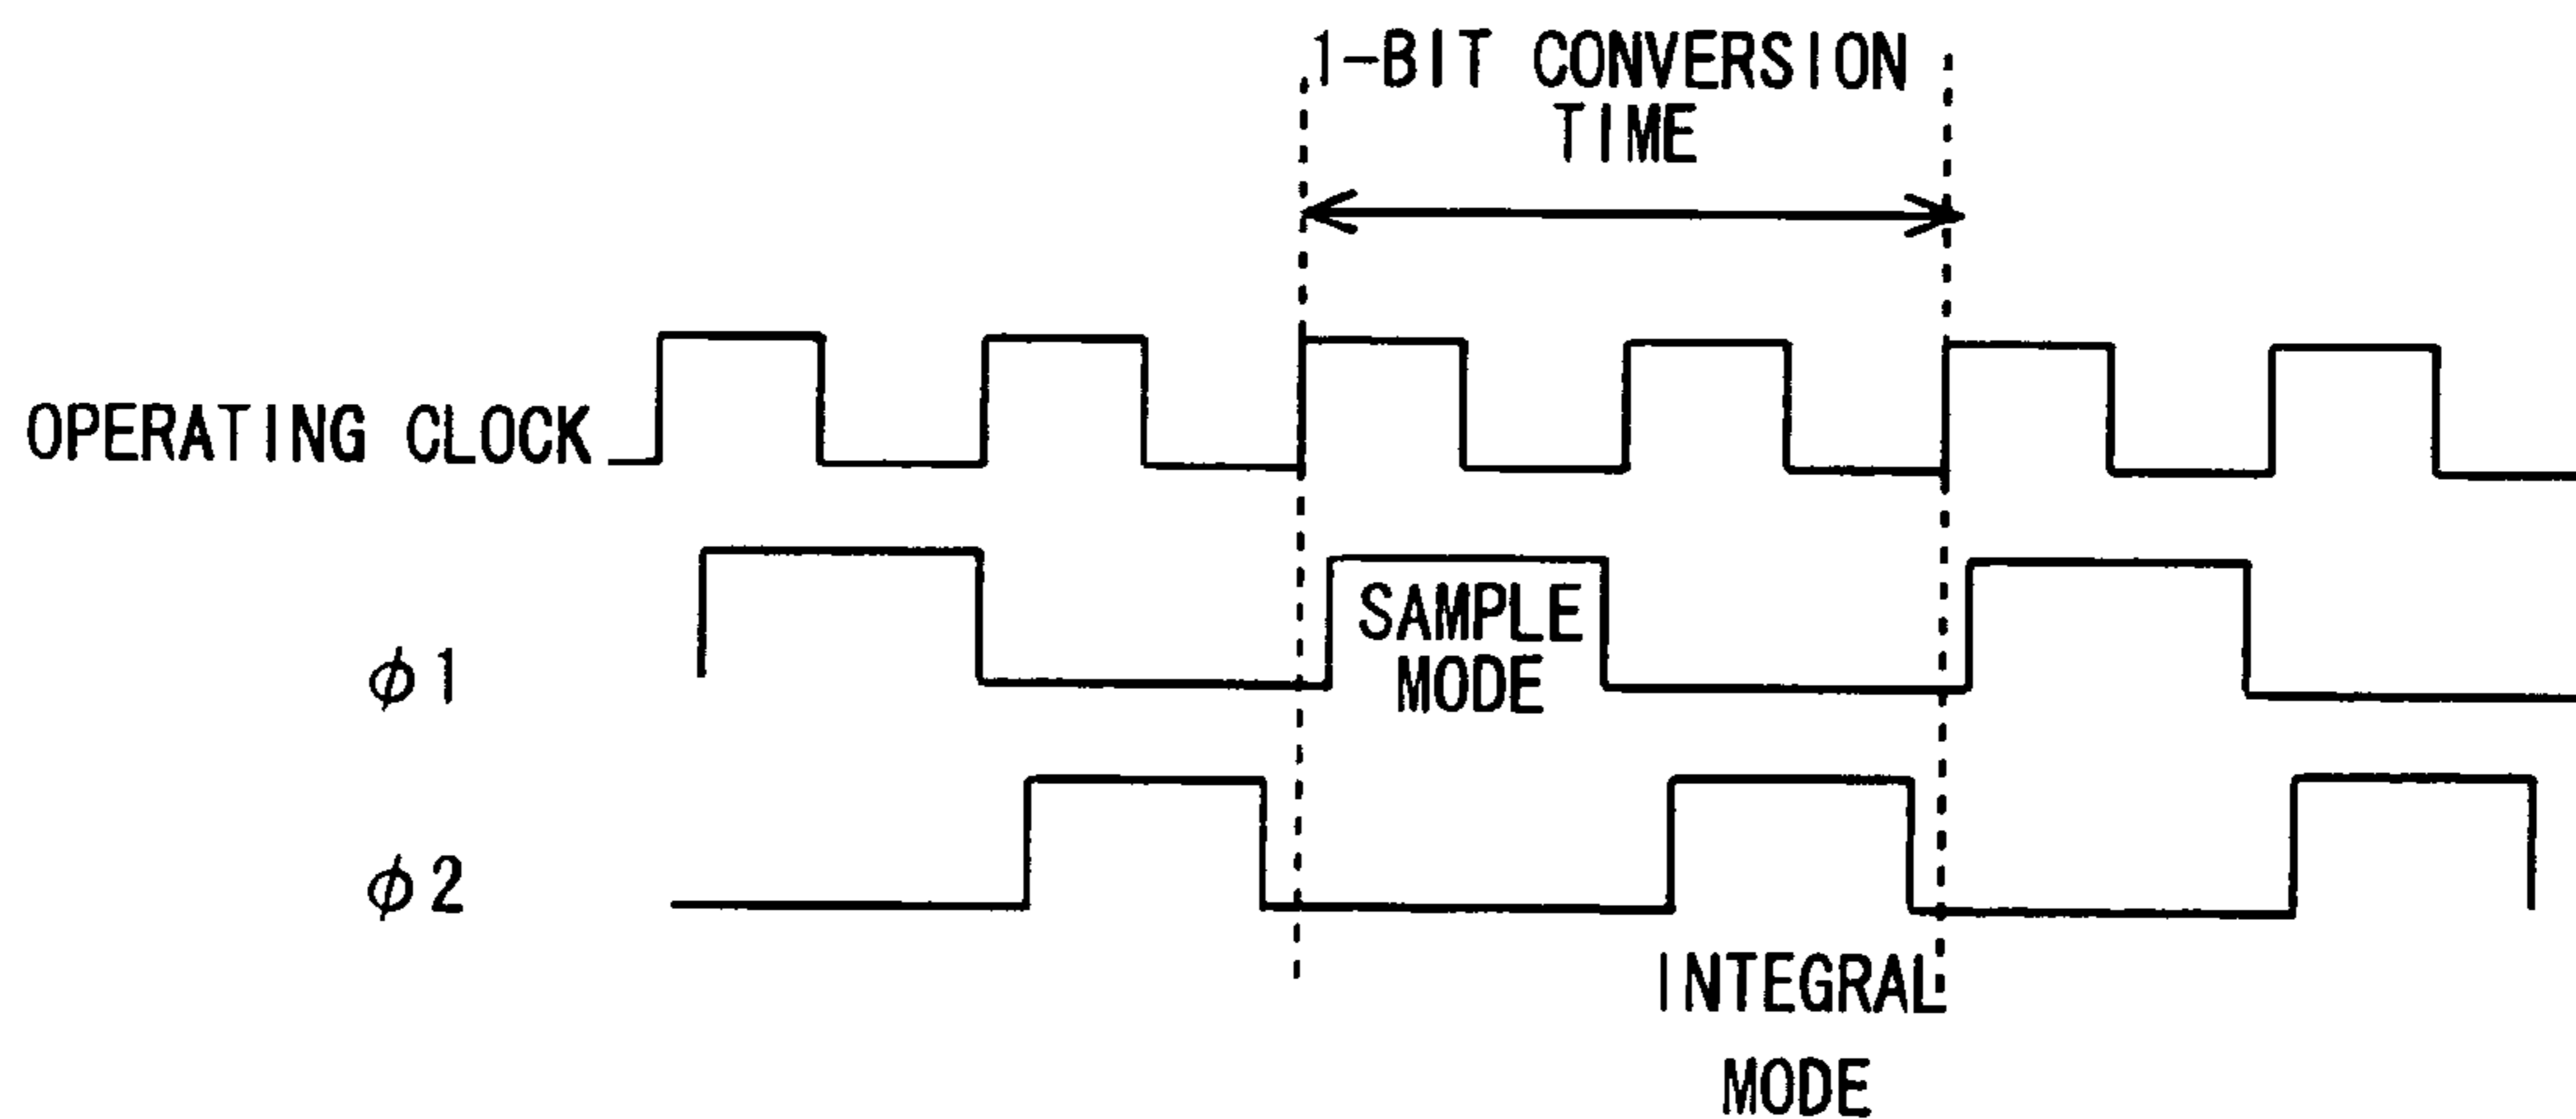 1-BIT CONVERSION
TIME
OPERATING CLOCK
ϕ1
SAMPLE
MODE
ϕ2
INTEGRAL
MODE